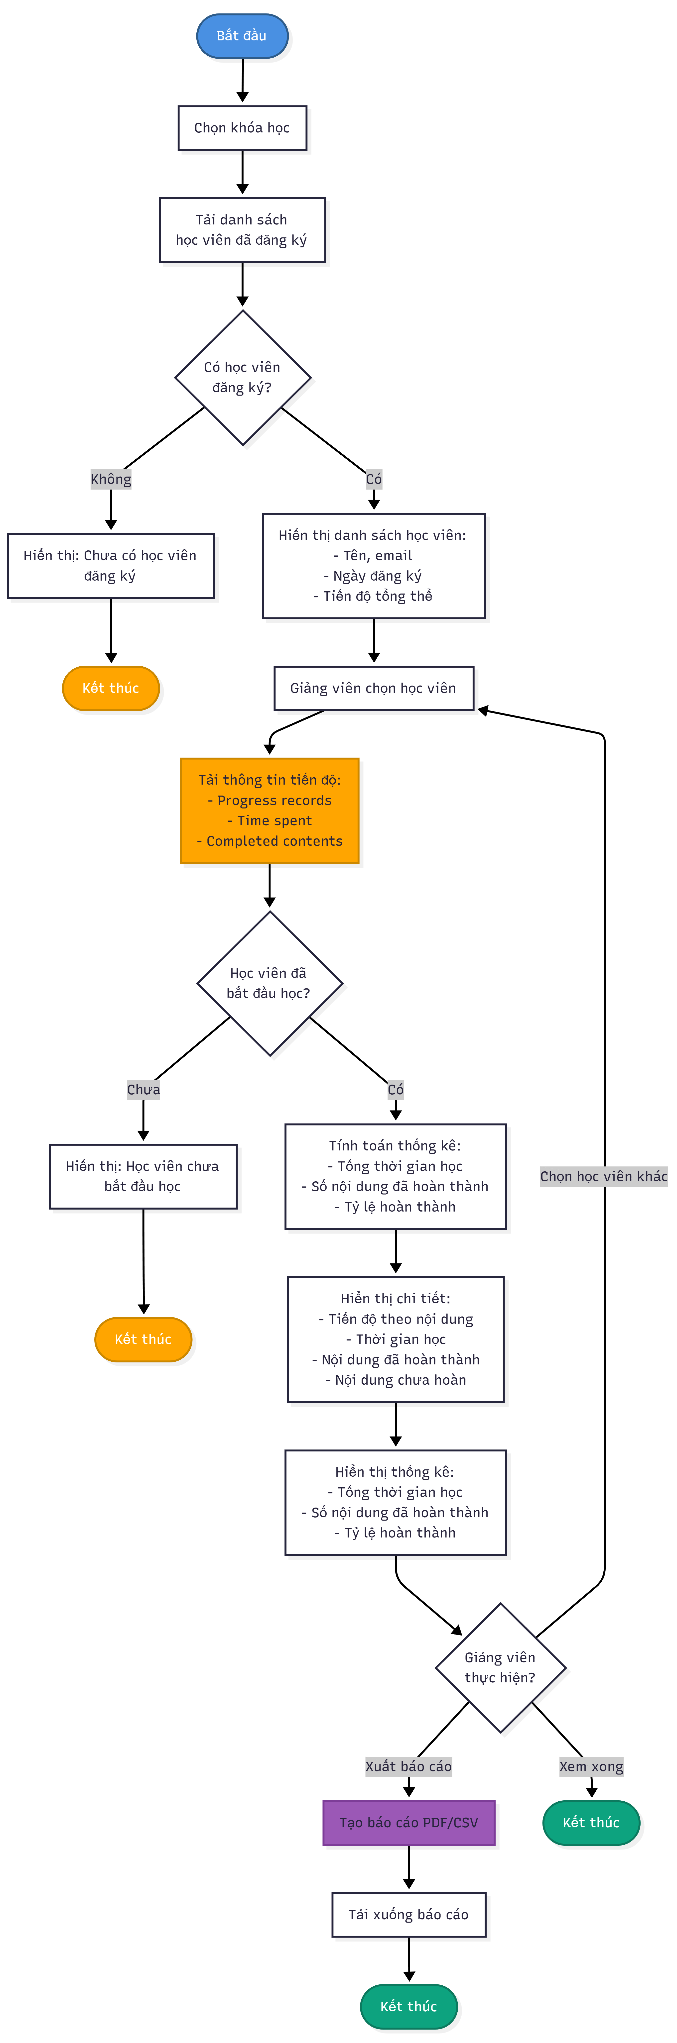 Bắt đầu
Chọn khóa học
Tải danh sách
học viên đã đăng ký
Có học viên
đăng ký?
Không
Có
Hiển thị: Chưa có học viên
đăng ký
Hiển thị danh sách học viên:
- Tên, email
- Ngày đăng ký
- Tiến độ tổng thể
Kết thúc
Giảng viên chọn học viên
Tải thông tin tiến độ:
- Progress records
- Time spent
- Completed contents
Học viên đã
bắt đầu học?
Chưa
Có
Hiển thị: Học viên chưa
bắt đầu học
Tính toán thống kê:
- Tổng thời gian học
- Số nội dung đã hoàn thành
- Tỷ lệ hoàn thành
Chọn học viên khác
Hiển thị chi tiết:
- Tiến độ theo nội dung
- Thời gian học
- Nội dung đã hoàn thành
- Nội dung chưa hoàn
Kết thúc
Hiển thị thống kê:
- Tổng thời gian học
- Số nội dung đã hoàn thành
- Tỷ lệ hoàn thành
Giảng viên
thực hiện?
Xuất báo cáo
Xem xong
Tạo báo cáo PDF/CSV
Kết thúc
Tải xuống báo cáo
Kết thúc